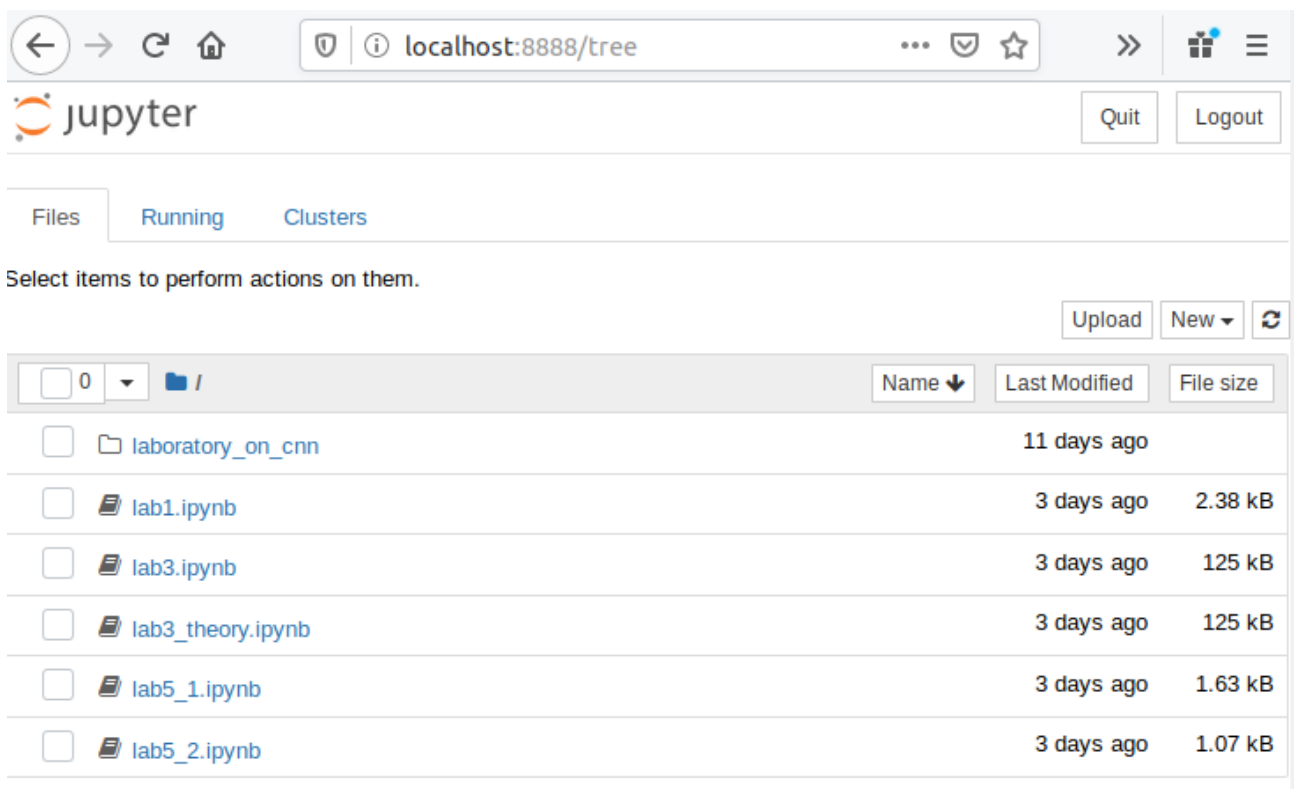 localhost:8888/tree
jupyter Quit Logout
Files Running Clusters
Select items to perform actions on them.
Upload New
0 / Name Last Modified File size
laboratory_on_cnn 11 days ago
lab1.ipynb 3 days ago 2.38 kB
lab3.ipynb 3 days ago 125 kB
lab3_theory.ipynb 3 days ago 125 kB
lab5_1.ipynb 3 days ago 1.63 kB
lab5_2.ipynb 3 days ago 1.07 kB